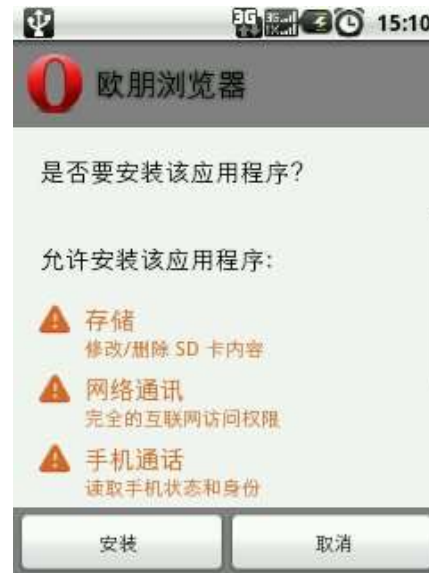 3G 15:10
欧朋浏览器
是否要安装该应用程序?
允许安装该应用程序:
存储
修改/删除 SD 卡内容
网络通讯
完全的互联网访问权限
手机通话
读取手机状态和身份
安装 取消